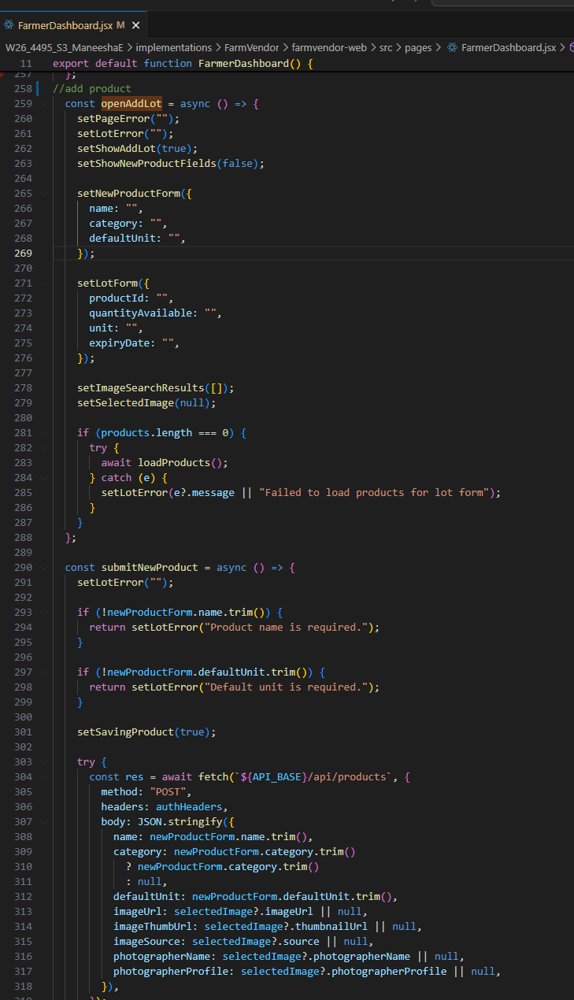 FarmerDashboard.jsx M ×
W26_4495_S3_ManeeshaE > implementations > FarmVendor > farmvendor-web > src > pages > FarmerDashboard.jsx >
11 export default function FarmerDashboard() {
257 };
258 //add product
259 const openAddLot = async () => {
260 setPageError("");
261 setLotError("");
262 setShowAddLot(true);
263 setShowNewProductFields(false);
264
265 setNewProductForm({
266 name: "",
267 category: "",
268 defaultUnit: "",
269 });
270
271 setLotForm({
272 productId: "",
273 quantityAvailable: "",
274 unit: "",
275 expiryDate: "",
276 });
277
278 setImageSearchResults([]);
279 setSelectedImage(null);
280
281 if (products.length === 0) {
282 try {
283 await loadProducts();
284 } catch (e) {
285 setLotError(e?.message || "Failed to load products for lot form");
286 }
287 }
288 };
289
290 const submitNewProduct = async () => {
291 setLotError("");
292
293 if (!newProductForm.name.trim()) {
294 return setLotError("Product name is required.");
295 }
296
297 if (!newProductForm.defaultUnit.trim()) {
298 return setLotError("Default unit is required.");
299 }
300
301 setSavingProduct(true);
302
303 try {
304 const res = await fetch(`${API_BASE}/api/products`, {
305 method: "POST",
306 headers: authHeaders,
307 body: JSON.stringify({
308 name: newProductForm.name.trim(),
309 category: newProductForm.category.trim()
310 ? newProductForm.category.trim()
311 : null,
312 defaultUnit: newProductForm.defaultUnit.trim(),
313 imageUrl: selectedImage?.imageUrl || null,
314 imageThumbUrl: selectedImage?.thumbnailUrl || null,
315 imageSource: selectedImage?.source || null,
316 photographerName: selectedImage?.photographerName || null,
317 photographerProfile: selectedImage?.photographerProfile || null,
318 }),